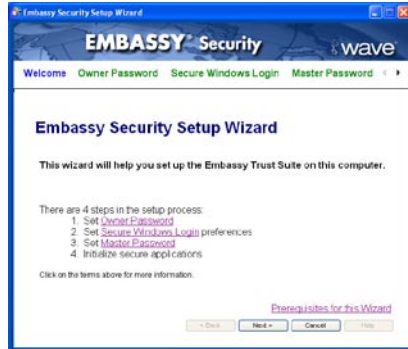 Embassy Security Setup Wizard
EMBASSY® Security
wave
Welcome Owner Password Secure Windows Login Master Password
Embassy Security Setup Wizard
This wizard will help you set up the Embassy Trust Suite on this computer.
There are 4 steps in the setup process:
1. Set Owner Password
2. Set Secure Windows Login preferences
3. Set Master Password
4. Initialize secure applications
Click on the terms above for more information.
Prerequisites for this Wizard
< Back Next > Cancel Help